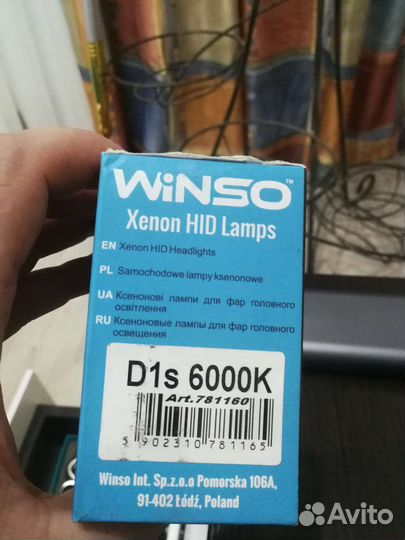 WiNSO™
Xenon HID Lamps
EN Xenon HID Headlights
PL Samochodowe lampy ksenonowe
UA Ксенонові лампи для фар головного
освітлення
RU Ксеноновые лампы для фар головного
освещения
D1s 6000K
Art.781160
5 902310 781165
Winso Int. Sp.z.o.o Pomorska 106A,
91-402 Łódź, Poland
Avito